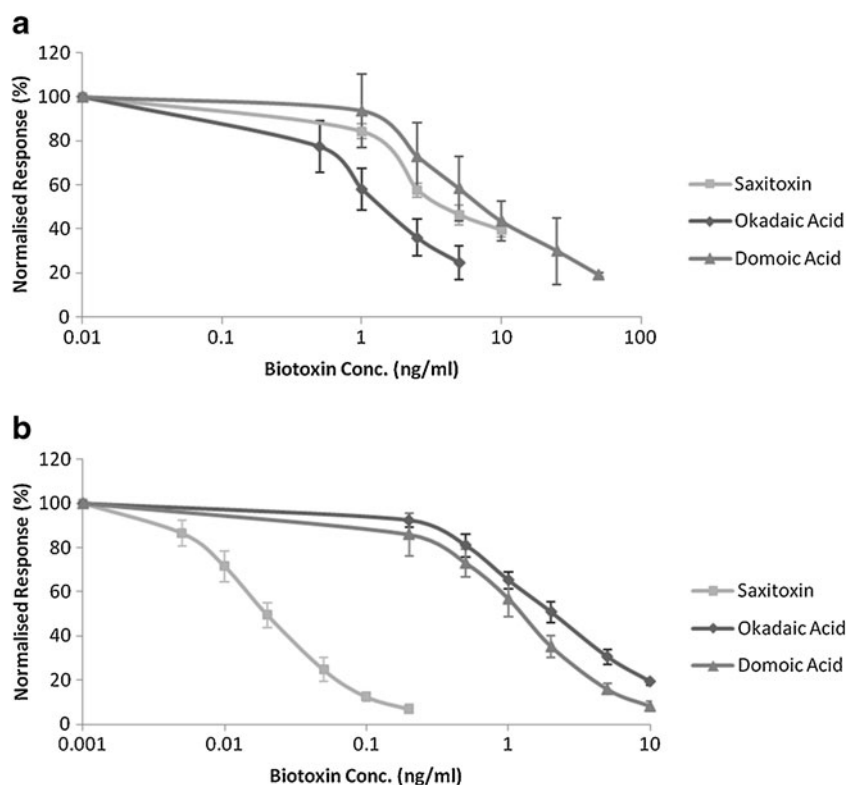 a
120
100
80
60
40
20
0
Normalised Response (%)
0.01 0.1 1 10 100
Biotoxin Conc. (ng/ml)
Saxitoxin
Okadaic Acid
Domoic Acid
b
120
100
80
60
40
20
0
Normalised Response (%)
0.001 0.01 0.1 1 10
Biotoxin Conc. (ng/ml)
Saxitoxin
Okadaic Acid
Domoic Acid